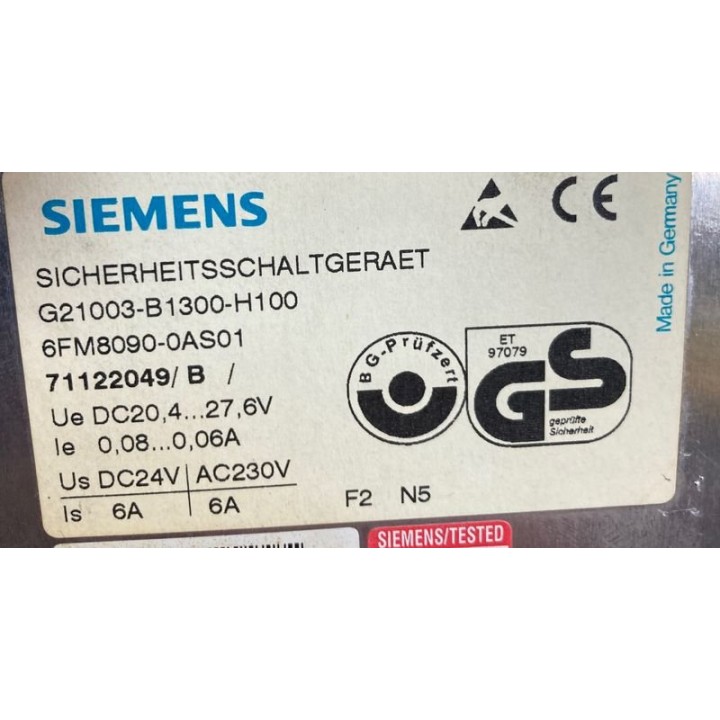 SIEMENS
CE
SICHERHEITSSCHALTGERAET
G21003-B1300-H100
6FM8090-0AS01
71122049/ B /
Ue DC20,4...27,6V
Ie 0,08...0,06A
Us DC24V | AC230V
Is 6A | 6A
BG-Prüfzert
ET
97079
GS
geprüfte
Sicherheit
F2 N5
Made in Germany
SIEMENS/TESTED